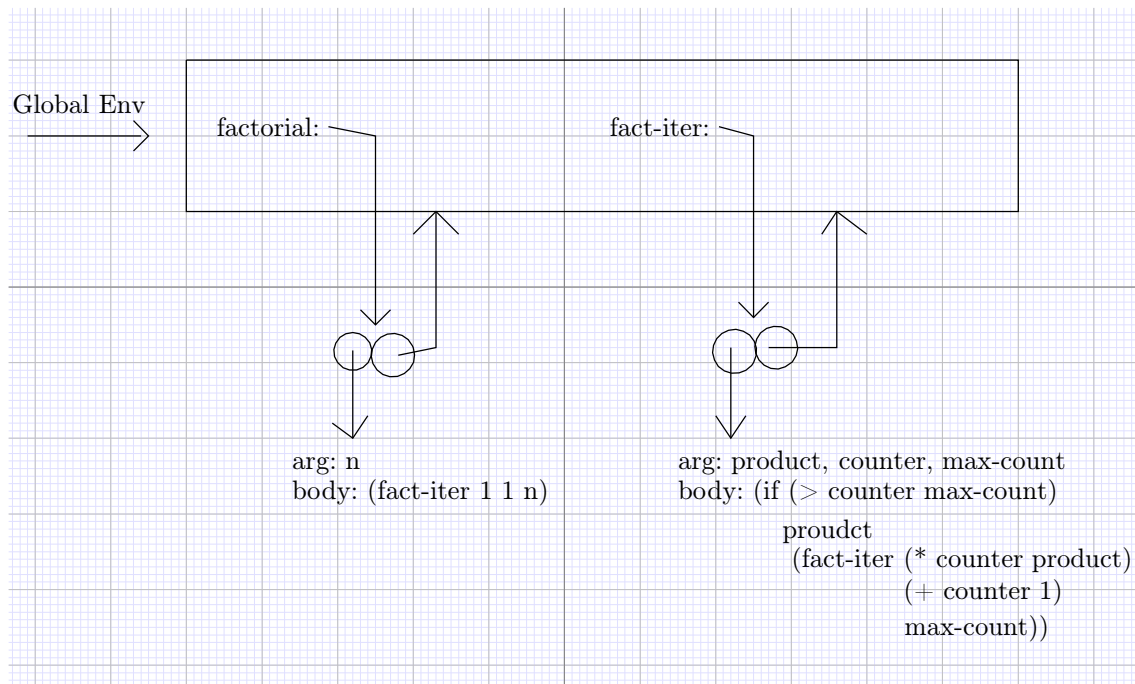 Global Env
factorial:
fact-iter:
arg: n
body: (fact-iter 1 1 n)
arg: product, counter, max-count
body: (if (> counter max-count)
proudct
(fact-iter (* counter product)
(+ counter 1)
max-count))